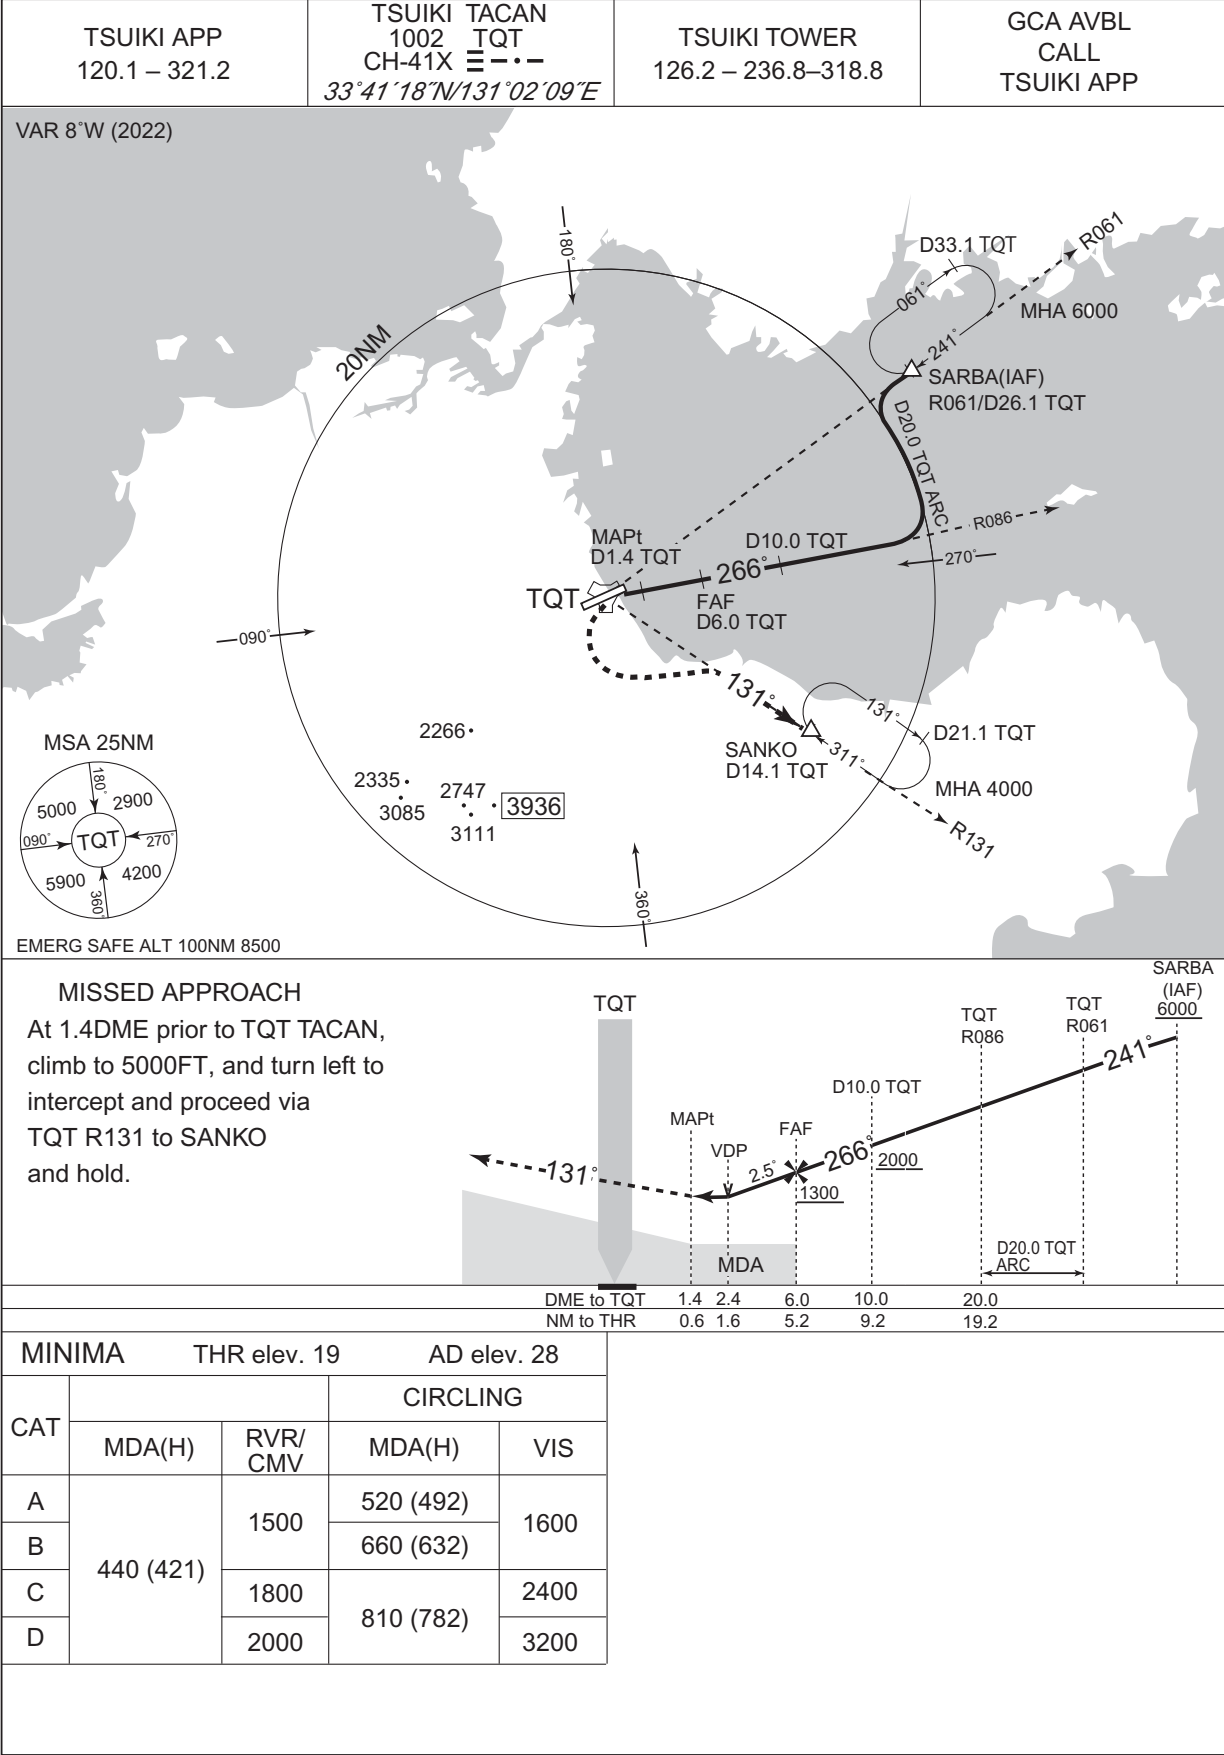 TSUIKI APP
120.1 – 321.2
TSUIKI TACAN
1002 TQT
CH-41X
33˚41´18˝N/131˚02´09˝E
TSUIKI TOWER
126.2 – 236.8–318.8
GCA AVBL
CALL
TSUIKI APP
VAR 8˚W (2022)
180˚
20NM
D33.1 TQT
R061
061˚
MHA 6000
241˚
SARBA(IAF)
R061/D26.1 TQT
D20.0 TQT ARC
R086
270˚
MAPt
D1.4 TQT
D10.0 TQT
266˚
TQT
FAF
D6.0 TQT
090˚
131˚
131˚
SANKO
D14.1 TQT
311˚
D21.1 TQT
MHA 4000
R131
2266
2335
3085
2747
3111
3936
360˚
MSA 25NM
180˚
5000
2900
090˚
TQT
270˚
5900
4200
360˚
EMERG SAFE ALT 100NM 8500
MISSED APPROACH
At 1.4DME prior to TQT TACAN,
climb to 5000FT, and turn left to
intercept and proceed via
TQT R131 to SANKO
and hold.
TQT
SARBA
(IAF)
6000
TQT
R061
TQT
R086
241˚
D10.0 TQT
MAPt
FAF
VDP
266˚
2000
131˚
2.5˚
1300
MDA
D20.0 TQT
ARC
DME to TQT 1.4 2.4 6.0 10.0 20.0
NM to THR 0.6 1.6 5.2 9.2 19.2
MINIMA THR elev. 19 AD elev. 28
CAT
CIRCLING
MDA(H)
RVR/
CMV
MDA(H)
VIS
A
B
C
D
440 (421)
1500
1800
2000
520 (492)
660 (632)
810 (782)
1600
2400
3200